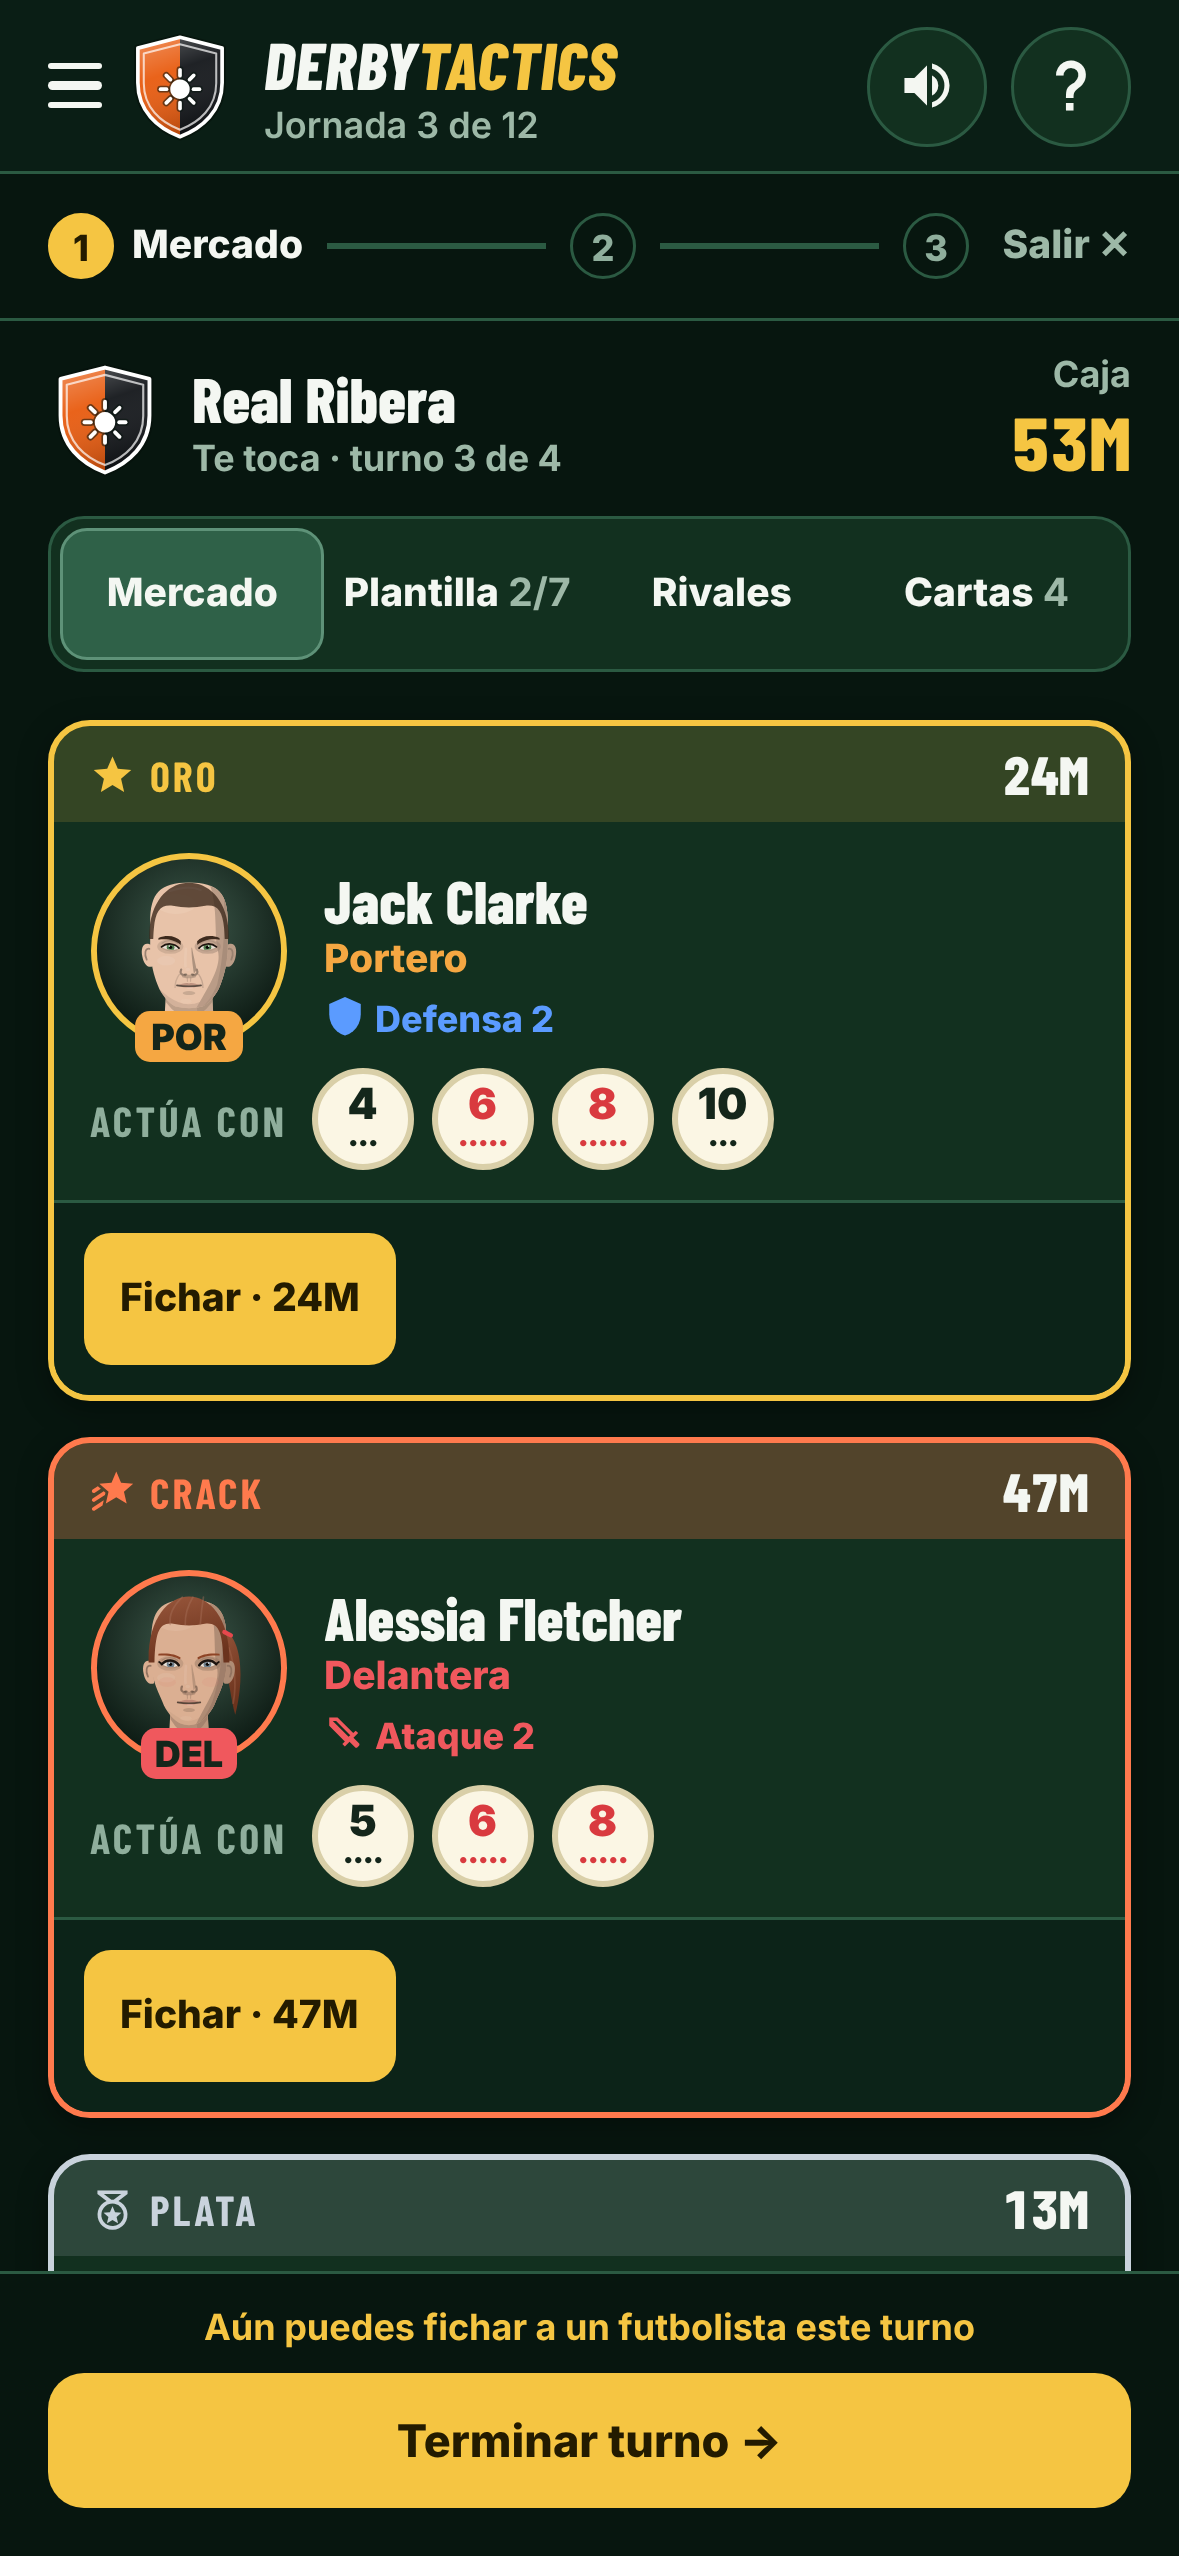 DERBYTACTICS
Jornada 3 de 12
?
1 Mercado 2 3 Salir ✕
Real Ribera
Te toca · turno 3 de 4
Caja
53M
Mercado Plantilla 2/7 Rivales Cartas 4
ORO 24M
Jack Clarke
Portero
Defensa 2
POR
ACTÚA CON 4 6 8 10
Fichar · 24M
CRACK 47M
Alessia Fletcher
Delantera
Ataque 2
DEL
ACTÚA CON 5 6 8
Fichar · 47M
PLATA 13M
Aún puedes fichar a un futbolista este turno
Terminar turno →